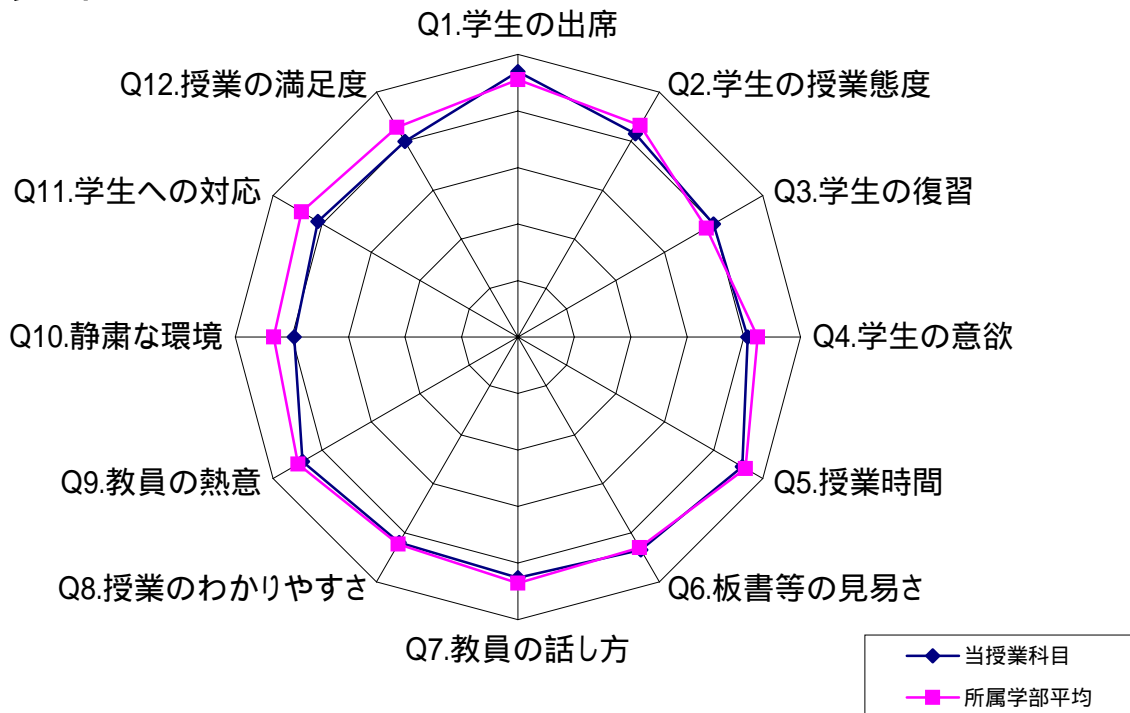 Q1.学生の出席
Q2.学生の授業態度
Q3.学生の復習
Q4.学生の意欲
Q5.授業時間
Q6.板書等の見易さ
Q7.教員の話し方
Q8.授業のわかりやすさ
Q9.教員の熱意
Q10.静粛な環境
Q11.学生への対応
Q12.授業の満足度
当授業科目
所属学部平均